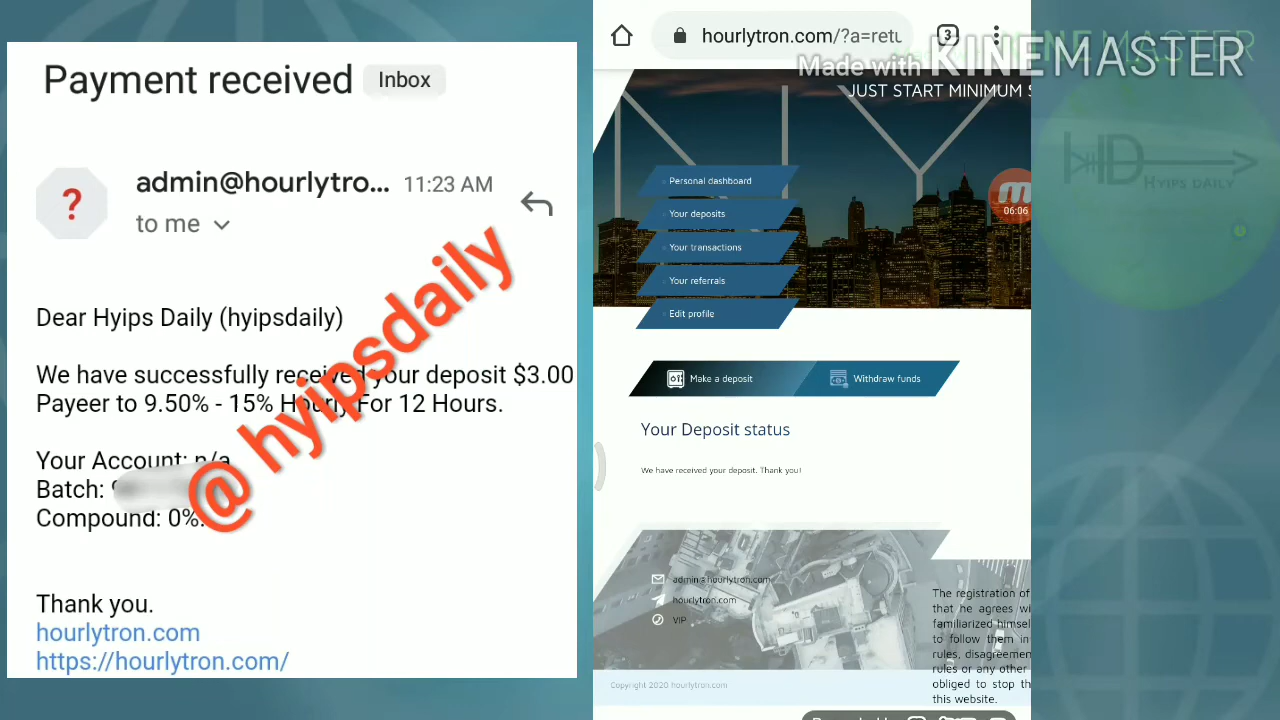 Payment received Inbox
admin@hourlytro... 11:23 AM
to me
Dear Hyips Daily (hyipsdaily)
We have successfully received your deposit $3.00
Payeer to 9.50% - 15% Hourly For 12 Hours.
Your Account: n/a
Batch:
Compound: 0%.
Thank you.
hourlytron.com
https://hourlytron.com/
@ hyipsdaily
hourlytron.com/?a=retu
3
Made with KINEMASTER
JUST START MINIMUM
Personal dashboard
Your deposits
Your transactions
Your referrals
Edit profile
06:06
Make a deposit
Withdraw funds
Your Deposit status
We have received your deposit. Thank you!
admin@hourlytron.com
hourlytron.com
VIP
The registration of
that he agrees wi
familiarized himsel
to follow them in
rules, disagreemen
rules or any other
obliged to stop th
this website.
Copyright 2020 hourlytron.com
HD
HYIPS DAILY